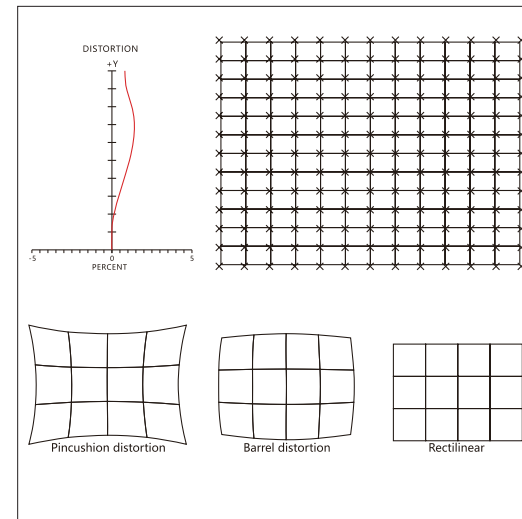 DISTORTION
+Y
-5 0 5
PERCENT
Pincushion distortion Barrel distortion Rectilinear